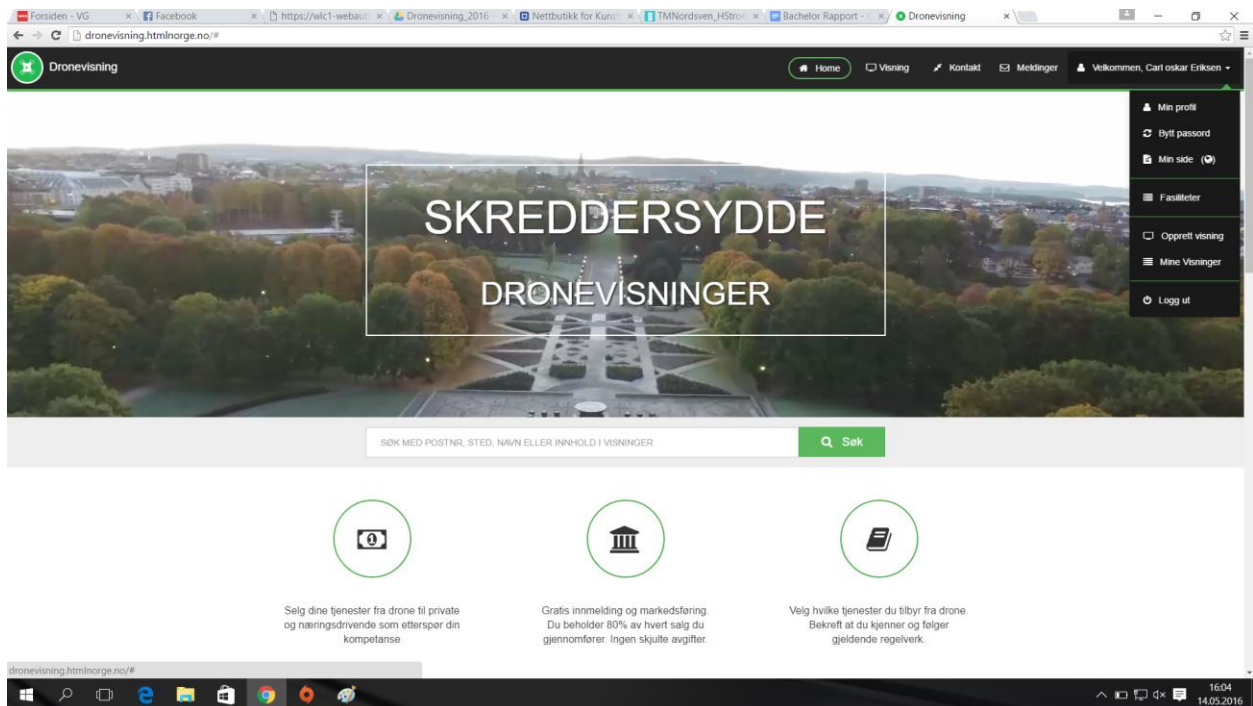 Forsiden - VG
Facebook
https://wlc1-webaut
Dronevisning_2016
Nettbutikk for Kunst
TMNordsven_HStro
Bachelor Rapport -
Dronevisning
dronevisning.htmlnorge.no/#
Dronevisning
Home
Visning
Kontakt
Meldinger
Velkommen, Carl oskar Eriksen
Min profil
Bytt passord
Min side
Fasiliteter
Opprett visning
Mine Visninger
Logg ut
SKREDDERSYDDE
DRONEVISNINGER
SØK MED POSTNR, STED, NAVN ELLER INNHOLD I VISNINGER
Søk
Selg dine tjenester fra drone til private
og næringsdrivende som etterspør din
kompetanse
Gratis innmelding og markedsføring.
Du beholder 80% av hvert salg du
gjennomfører. Ingen skjulte avgifter.
Velg hvilke tjenester du tilbyr fra drone.
Bekreft at du kjenner og følger
gjeldende regelverk.
dronevisning.htmlnorge.no/#
16:04
14.05.2016